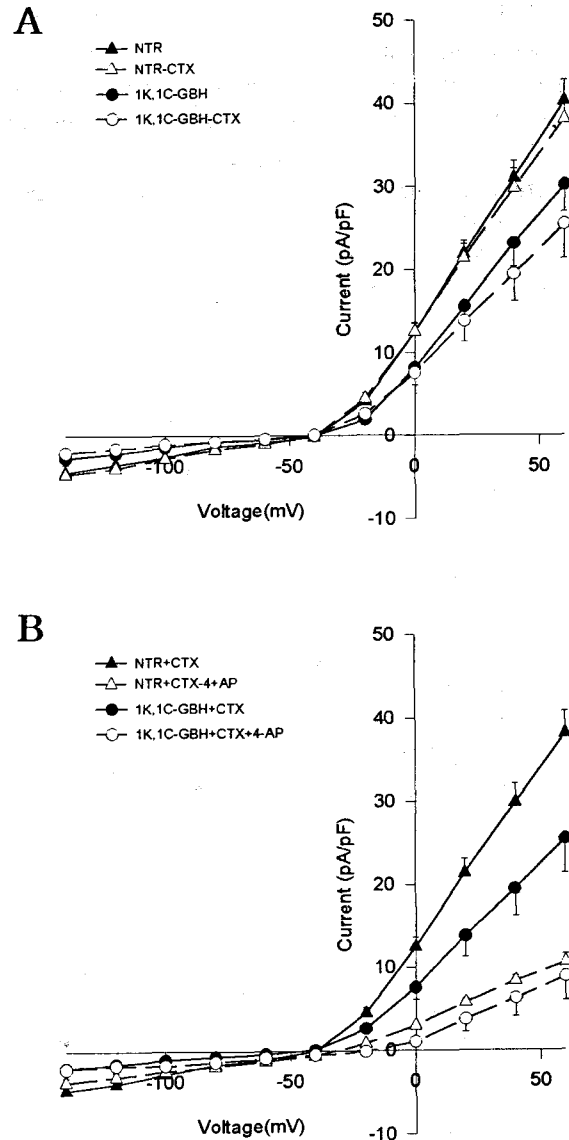 A
NTR
NTR-CTX
1K,1C-GBH
1K,1C-GBH-CTX
50
40
30
20
10
0
-10
Current (pA/pF)
-100
-50
0
50
Voltage(mV)
B
NTR+CTX
NTR+CTX-4+AP
1K,1C-GBH+CTX
1K,1C-GBH+CTX+4-AP
50
40
30
20
10
0
-10
Current (pA/pF)
-100
-50
0
50
Voltage(mV)